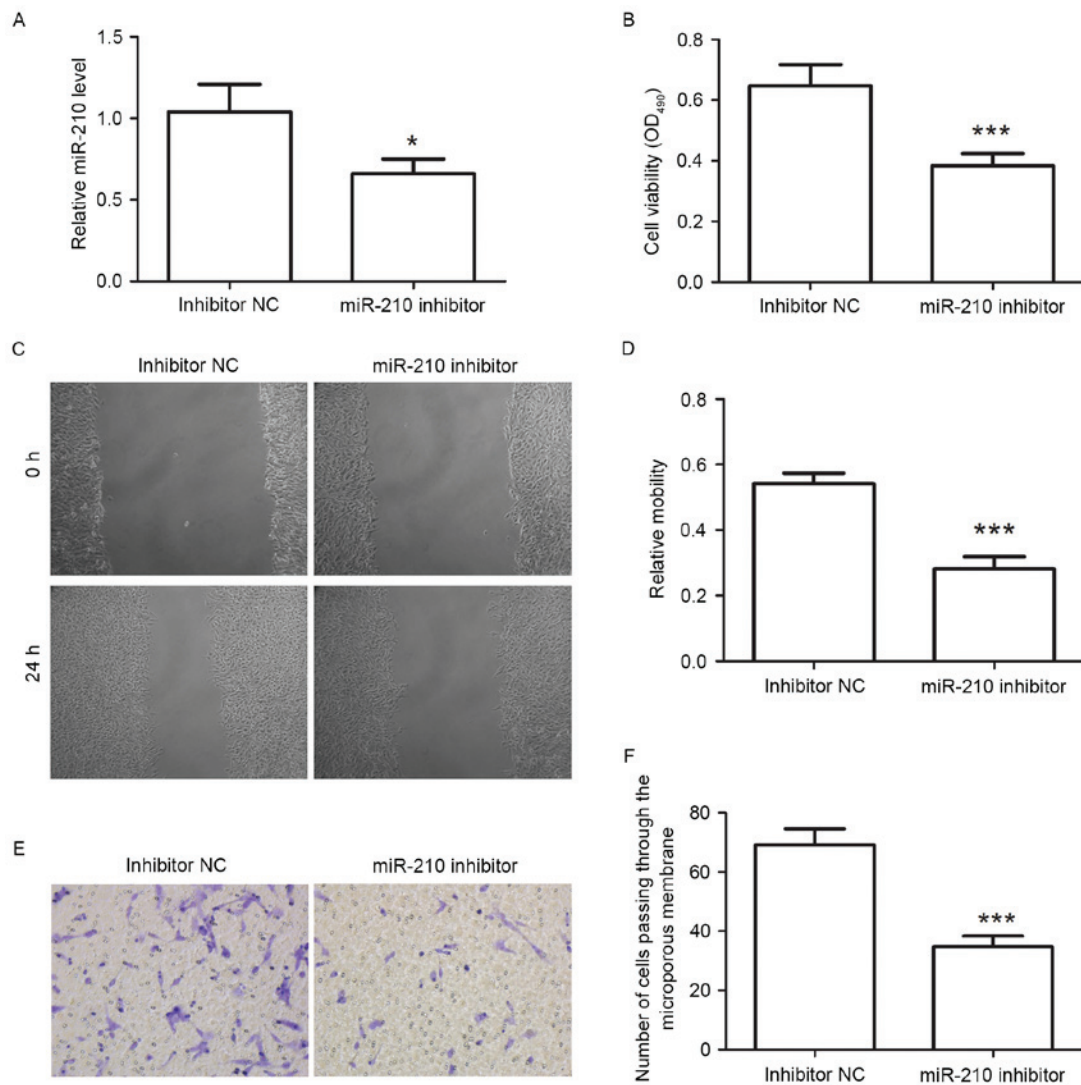 A
Relative miR-210 level
1.5
1.0
0.5
0.0
*
Inhibitor NC
miR-210 inhibitor
B
Cell viability (OD490)
0.8
0.6
0.4
0.2
0.0
***
Inhibitor NC
miR-210 inhibitor
C
Inhibitor NC
miR-210 inhibitor
0 h
24 h
D
Relative mobility
0.8
0.6
0.4
0.2
0.0
***
Inhibitor NC
miR-210 inhibitor
E
Inhibitor NC
miR-210 inhibitor
F
Number of cells passing through the
microporous membrane
80
60
40
20
0
***
Inhibitor NC
miR-210 inhibitor